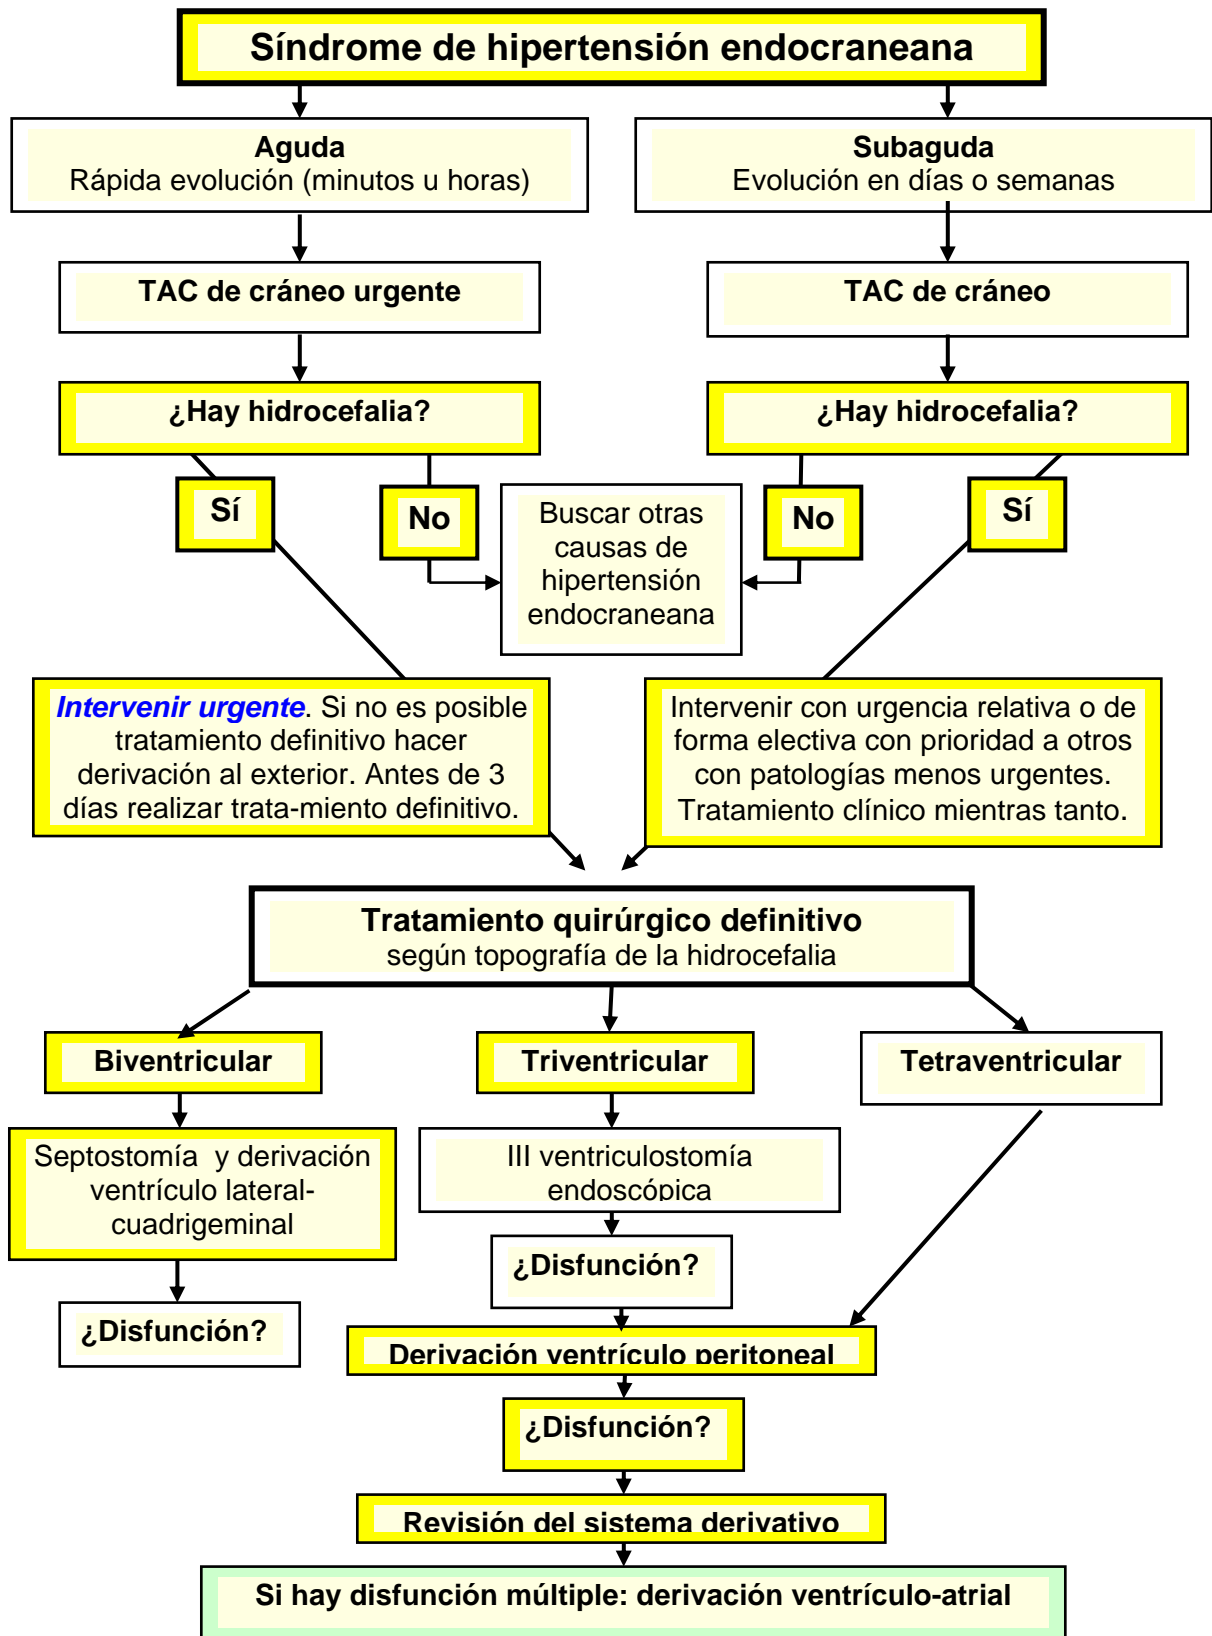 Síndrome de hipertensión endocraneana
Aguda
Rápida evolución (minutos u horas)
Subaguda
Evolución en días o semanas
TAC de cráneo urgente
TAC de cráneo
¿Hay hidrocefalia?
¿Hay hidrocefalia?
Sí
No
Buscar otras
causas de
hipertensión
endocraneana
No
Sí
Intervenir urgente. Si no es posible
tratamiento definitivo hacer
derivación al exterior. Antes de 3
días realizar trata-miento definitivo.
Intervenir con urgencia relativa o de
forma electiva con prioridad a otros
con patologías menos urgentes.
Tratamiento clínico mientras tanto.
Tratamiento quirúrgico definitivo
según topografía de la hidrocefalia
Biventricular
Triventricular
Tetraventricular
Septostomía y derivación
ventrículo lateral-
cuadrigeminal
III ventriculostomía
endoscópica
¿Disfunción?
¿Disfunción?
Derivación ventrículo peritoneal
¿Disfunción?
Revisión del sistema derivativo
Si hay disfunción múltiple: derivación ventrículo-atrial